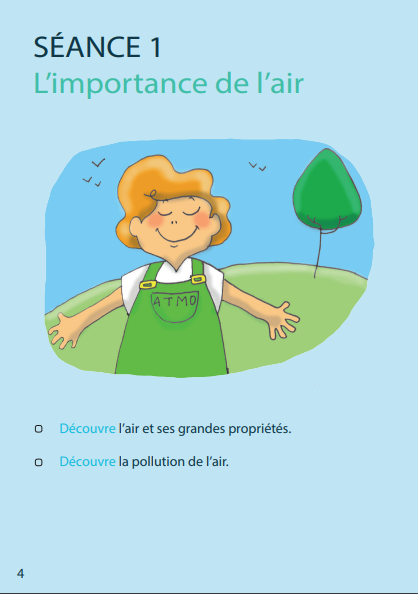 SÉANCE 1
L'importance de l'air
ATMO
Découvre l'air et ses grandes propriétés.
Découvre la pollution de l'air.
4